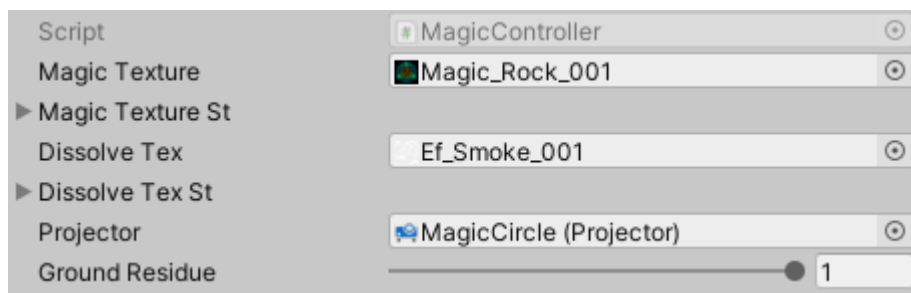 Script MagicController
Magic Texture Magic_Rock_001
Magic Texture St
Dissolve Tex Ef_Smoke_001
Dissolve Tex St
Projector MagicCircle (Projector)
Ground Residue 1